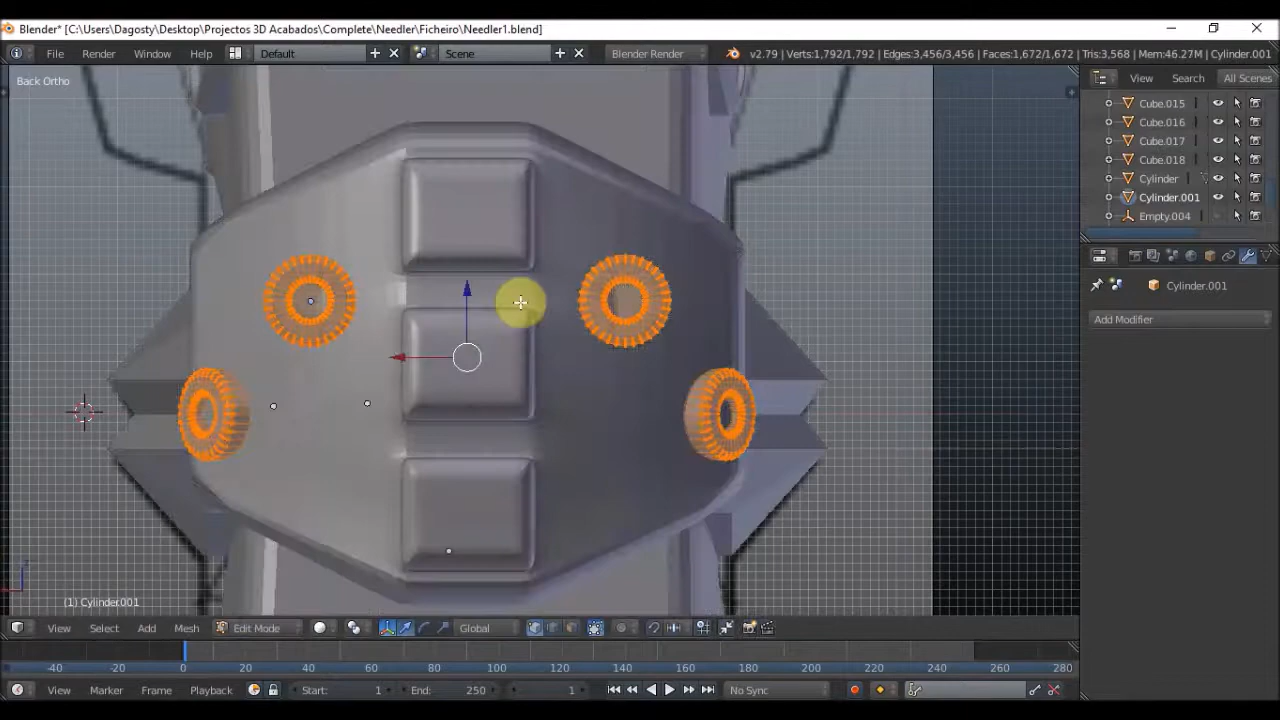 Blender* [C:\Users\Dagosty\Desktop\Projectos 3D Acabados\Complete\Needler\Ficheiro\Needler1.blend]
File Render Window Help Default Scene Blender Render v2.79 | Verts:1,792/1,792 | Edges:3,456/3,456 | Faces:1,672/1,672 | Tris:3,568 | Mem:46.27M | Cylinder.001
Back Ortho
View Search All Scenes
Cube.015
Cube.016
Cube.017
Cube.018
Cylinder
Cylinder.001
Empty.004
Cylinder.001
Add Modifier
(1) Cylinder.001
View Select Add Mesh Edit Mode Global
-40 -20 0 20 40 60 80 100 120 140 160 180 200 220 240 260 280
View Marker Frame Playback Start: 1 End: 250 1 No Sync